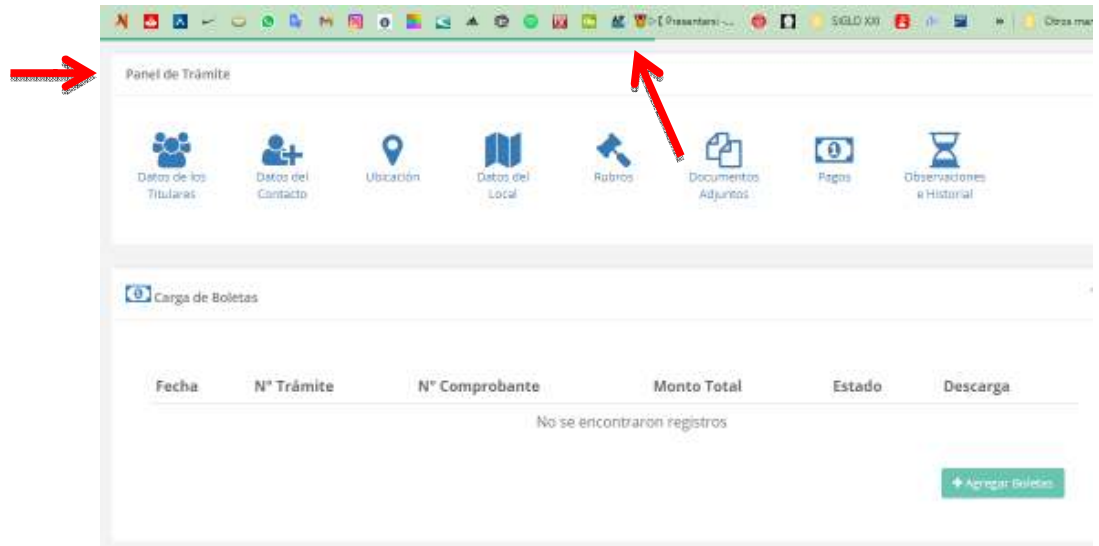 SIGLO XXI
Otros mar
Panel de Trámite
Datos de los
Titulares
Datos del
Contacto
Ubicación
Datos del
Local
Rubros
Documentos
Adjuntos
Pagos
Observaciones
e Historial
Carga de Boletas
Fecha N° Trámite N° Comprobante Monto Total Estado Descarga
No se encontraron registros
+ Agregar Boletas